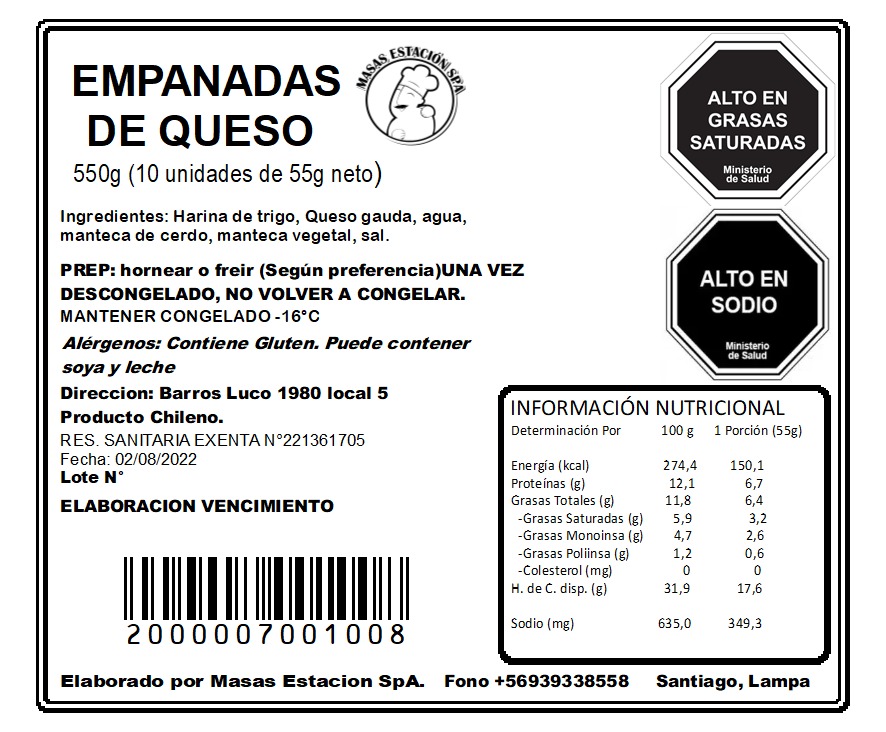 EMPANADAS
DE QUESO
MASAS ESTACIÓN SPA
550g (10 unidades de 55g neto)
ALTO EN
GRASAS
SATURADAS
Ministerio
de Salud
Ingredientes: Harina de trigo, Queso gauda, agua,
manteca de cerdo, manteca vegetal, sal.
PREP: hornear o freir (Según preferencia)UNA VEZ
DESCONGELADO, NO VOLVER A CONGELAR.
MANTENER CONGELADO -16°C
ALTO EN
SODIO
Ministerio
de Salud
Alérgenos: Contiene Gluten. Puede contener
soya y leche
Direccion: Barros Luco 1980 local 5
Producto Chileno.
RES. SANITARIA EXENTA N°221361705
Fecha: 02/08/2022
Lote N°
ELABORACION VENCIMIENTO
INFORMACIÓN NUTRICIONAL
Determinación Por 100 g 1 Porción (55g)
Energía (kcal) 274,4 150,1
Proteínas (g) 12,1 6,7
Grasas Totales (g) 11,8 6,4
-Grasas Saturadas (g) 5,9 3,2
-Grasas Monoinsa (g) 4,7 2,6
-Grasas Poliinsa (g) 1,2 0,6
-Colesterol (mg) 0 0
H. de C. disp. (g) 31,9 17,6
Sodio (mg) 635,0 349,3
2000007001008
Elaborado por Masas Estacion SpA. Fono +56939338558 Santiago, Lampa